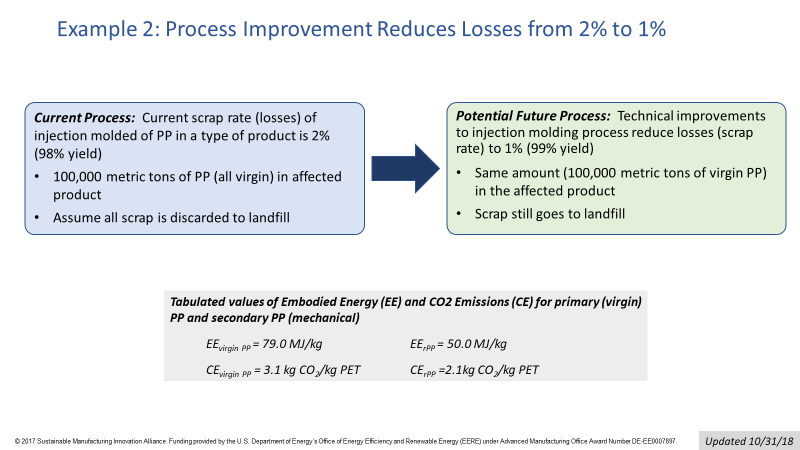 Example 2: Process Improvement Reduces Losses from 2% to 1%
Current Process: Current scrap rate (losses) of
injection molded of PP in a type of product is 2%
(98% yield)
• 100,000 metric tons of PP (all virgin) in affected
product
• Assume all scrap is discarded to landfill
Potential Future Process: Technical improvements
to injection molding process reduce losses (scrap
rate) to 1% (99% yield)
• Same amount (100,000 metric tons of virgin PP)
in the affected product
• Scrap still goes to landfill
Tabulated values of Embodied Energy (EE) and CO2 Emissions (CE) for primary (virgin)
PP and secondary PP (mechanical)
EEvirgin PP = 79.0 MJ/kg EErPP = 50.0 MJ/kg
CEvirgin PP = 3.1 kg CO2/kg PET CErPP =2.1kg CO2/kg PET
© 2017 Sustainable Manufacturing Innovation Alliance. Funding provided by the U.S. Department of Energy's Office of Energy Efficiency and Renewable Energy (EERE) under Advanced Manufacturing Office Award Number DE-EE0007897.
Updated 10/31/18